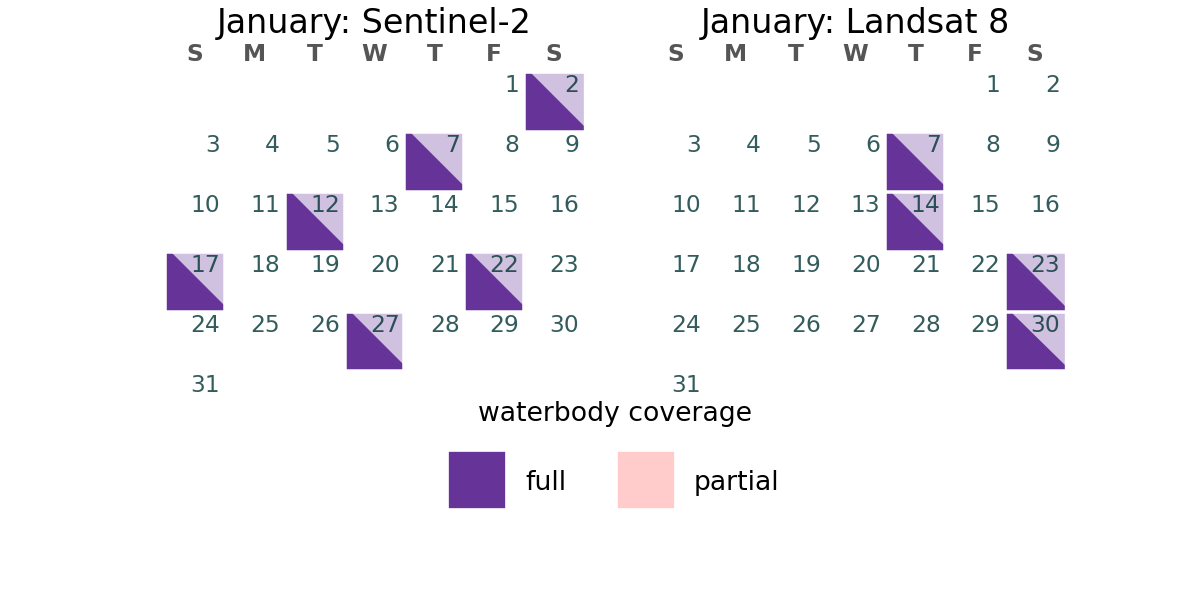 January: Sentinel-2
S M T W T F S
1 2
3 4 5 6 7 8 9
10 11 12 13 14 15 16
17 18 19 20 21 22 23
24 25 26 27 28 29 30
31
January: Landsat 8
S M T W T F S
1 2
3 4 5 6 7 8 9
10 11 12 13 14 15 16
17 18 19 20 21 22 23
24 25 26 27 28 29 30
31
waterbody coverage
full partial